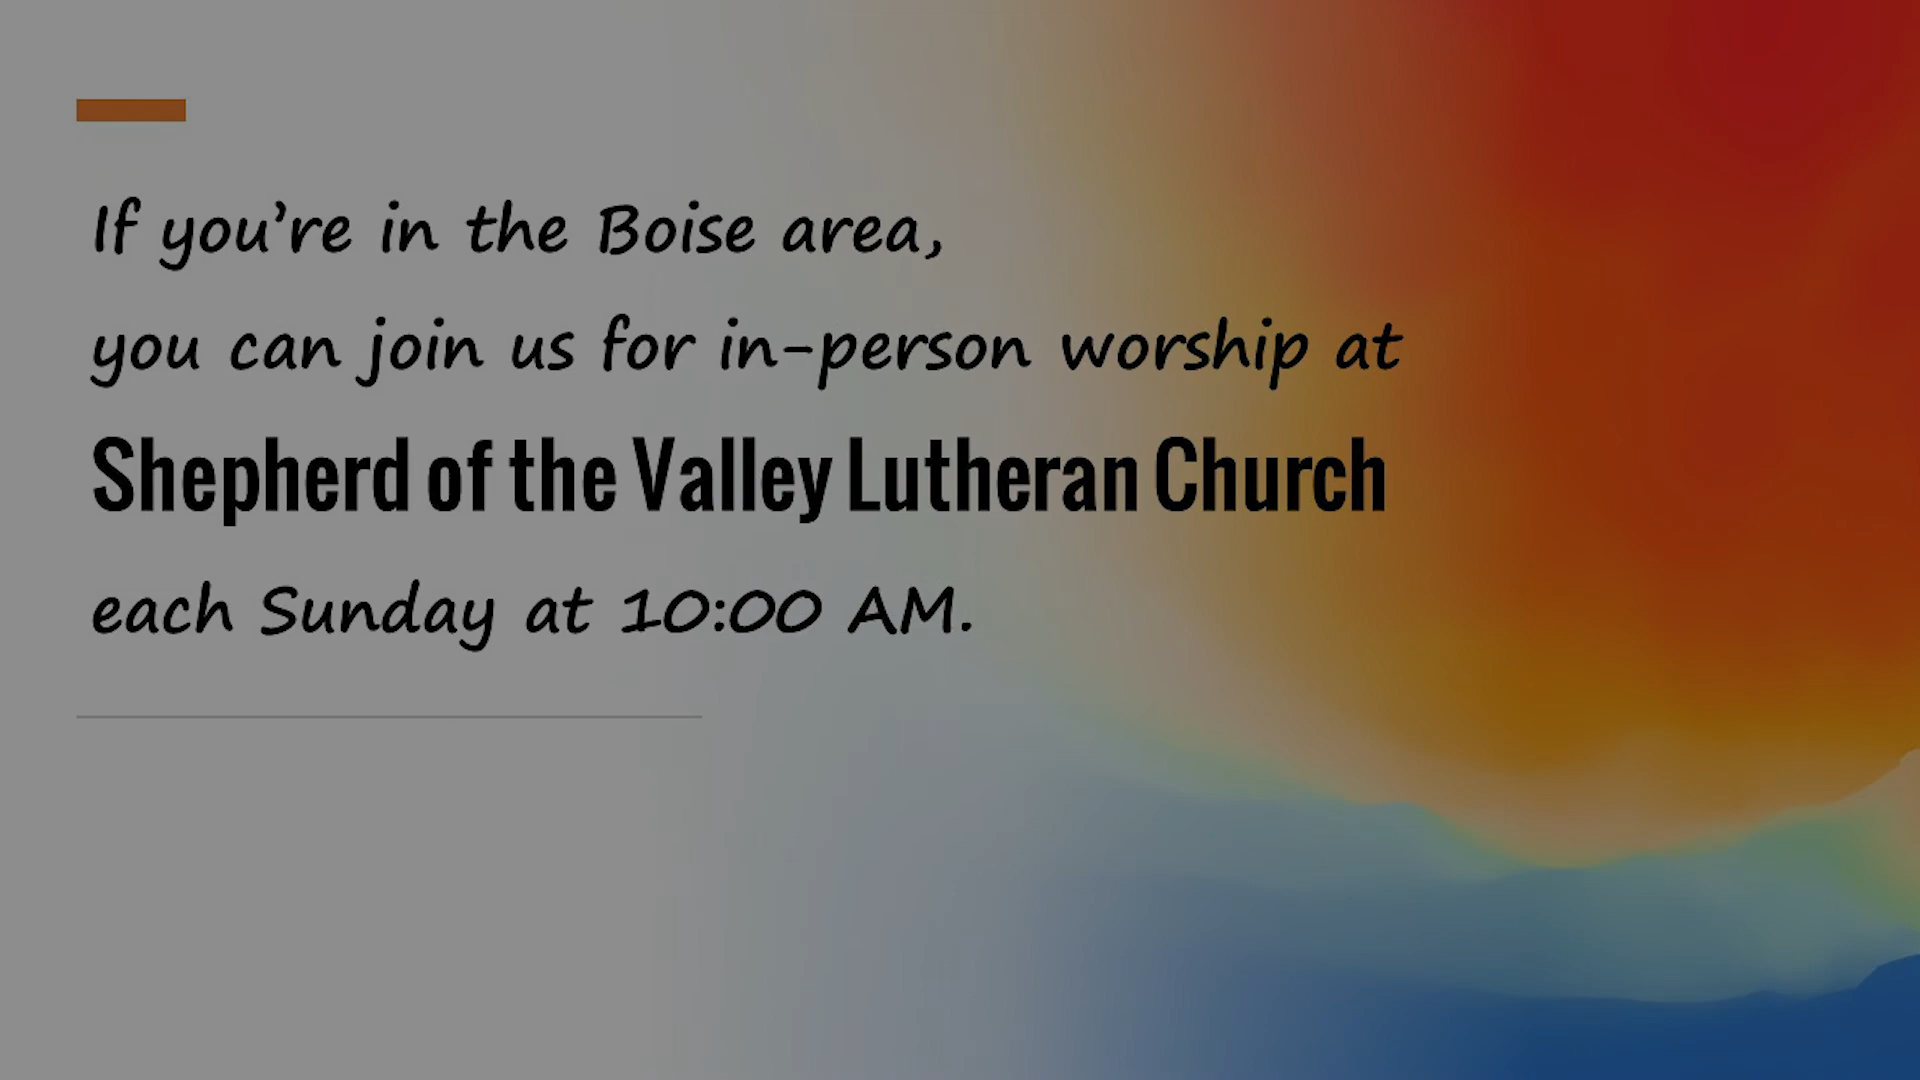 If you're in the Boise area,
you can join us for in-person worship at
Shepherd of the Valley Lutheran Church
each Sunday at 10:00 AM.